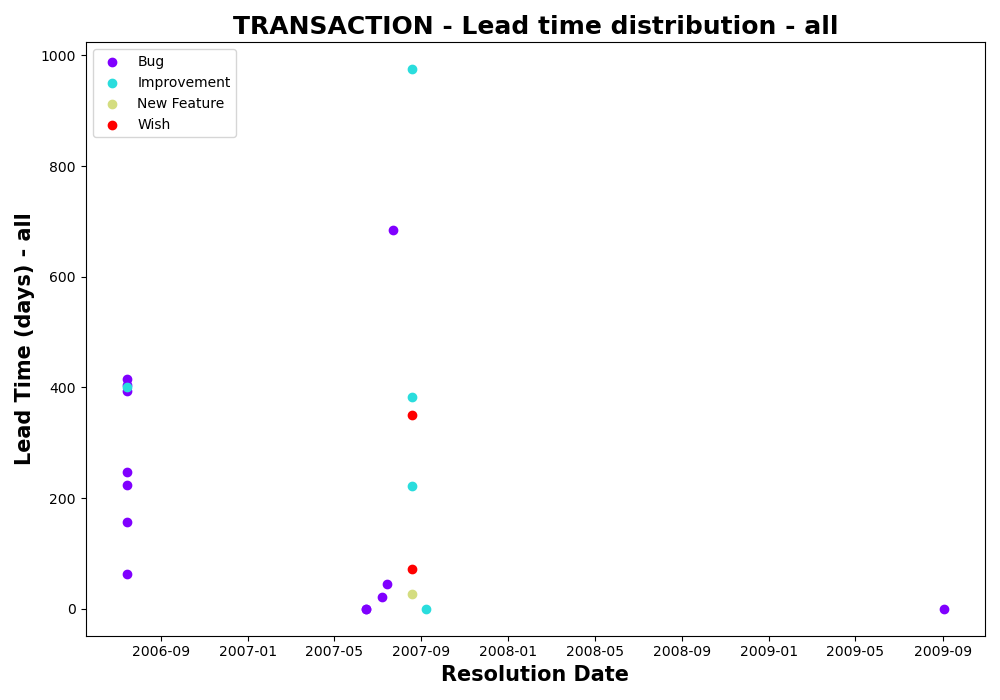 TRANSACTION - Lead time distribution - all
Bug
Improvement
New Feature
Wish
Lead Time (days) - all
1000
800
600
400
200
0
2006-09 2007-01 2007-05 2007-09 2008-01 2008-05 2008-09 2009-01 2009-05 2009-09
Resolution Date